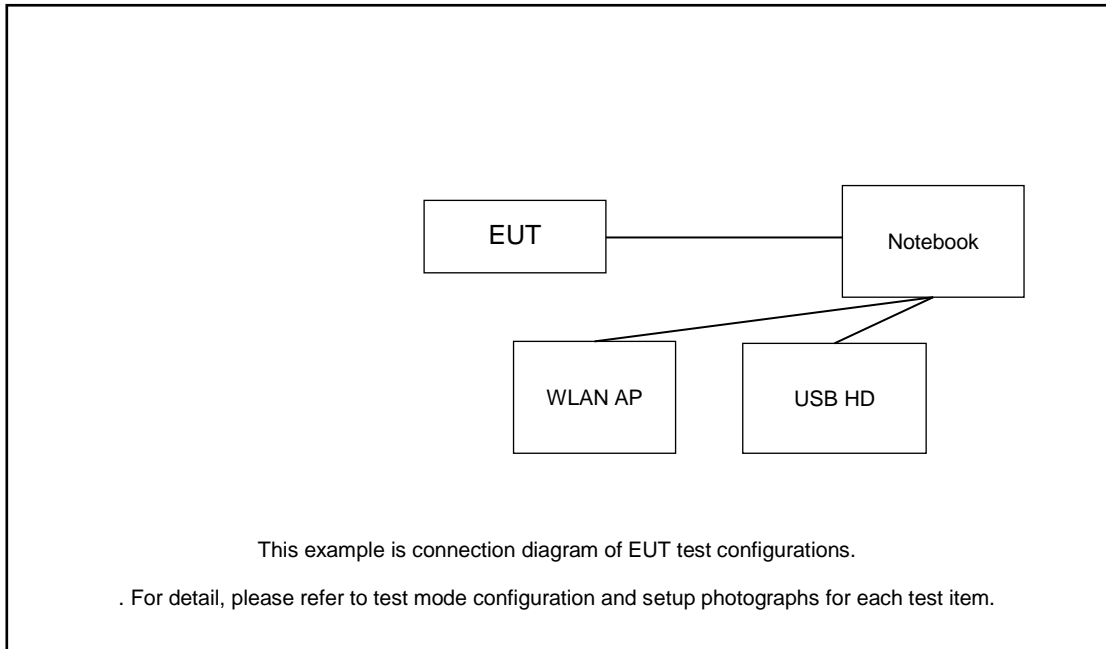 EUT
Notebook
WLAN AP
USB HD
This example is connection diagram of EUT test configurations.
. For detail, please refer to test mode configuration and setup photographs for each test item.